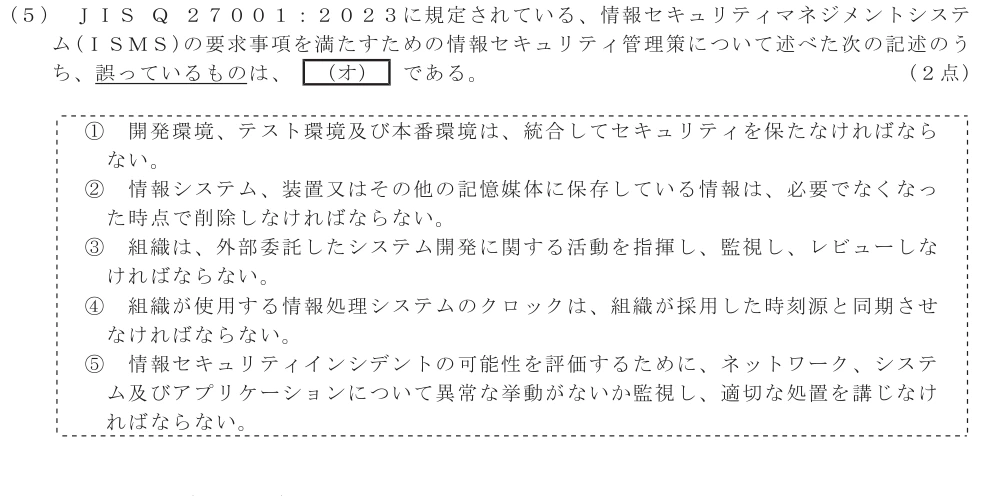 (５)　ＪＩＳ　Ｑ　２７００１：２０２３に規定されている、情報セキュリティマネジメントシステ
ム(ＩＳＭＳ)の要求事項を満たすための情報セキュリティ管理策について述べた次の記述のう
ち、誤っているものは、　(オ)　である。　(２点)
①　開発環境、テスト環境及び本番環境は、統合してセキュリティを保たなければなら
ない。
②　情報システム、装置又はその他の記憶媒体に保存している情報は、必要でなくなっ
た時点で削除しなければならない。
③　組織は、外部委託したシステム開発に関する活動を指揮し、監視し、レビューしな
ければならない。
④　組織が使用する情報処理システムのクロックは、組織が採用した時刻源と同期させ
なければならない。
⑤　情報セキュリティインシデントの可能性を評価するために、ネットワーク、システ
ム及びアプリケーションについて異常な挙動がないか監視し、適切な処置を講じなけ
ればならない。